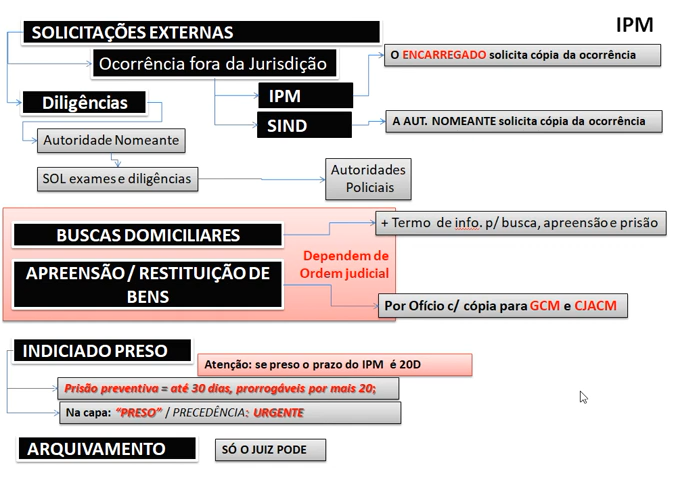 IPM
SOLICITAÇÕES EXTERNAS
Ocorrência fora da Jurisdição
O ENCARREGADO solicita cópia da ocorrência
IPM
Diligências
SIND
A AUT. NOMEANTE solicita cópia da ocorrência
Autoridade Nomeante
SOL exames e diligências
Autoridades
Policiais
BUSCAS DOMICILIARES
+ Termo de info. p/ busca, apreensão e prisão
Dependem de
Ordem judicial
APREENSÃO / RESTITUIÇÃO DE
BENS
Por Ofício c/ cópia para GCM e CJACM
INDICIADO PRESO
Atenção: se preso o prazo do IPM é 20D
Prisão preventiva = até 30 dias, prorrogáveis por mais 20;
Na capa: “PRESO” / PRECEDÊNCIA: URGENTE
ARQUIVAMENTO
SÓ O JUIZ PODE